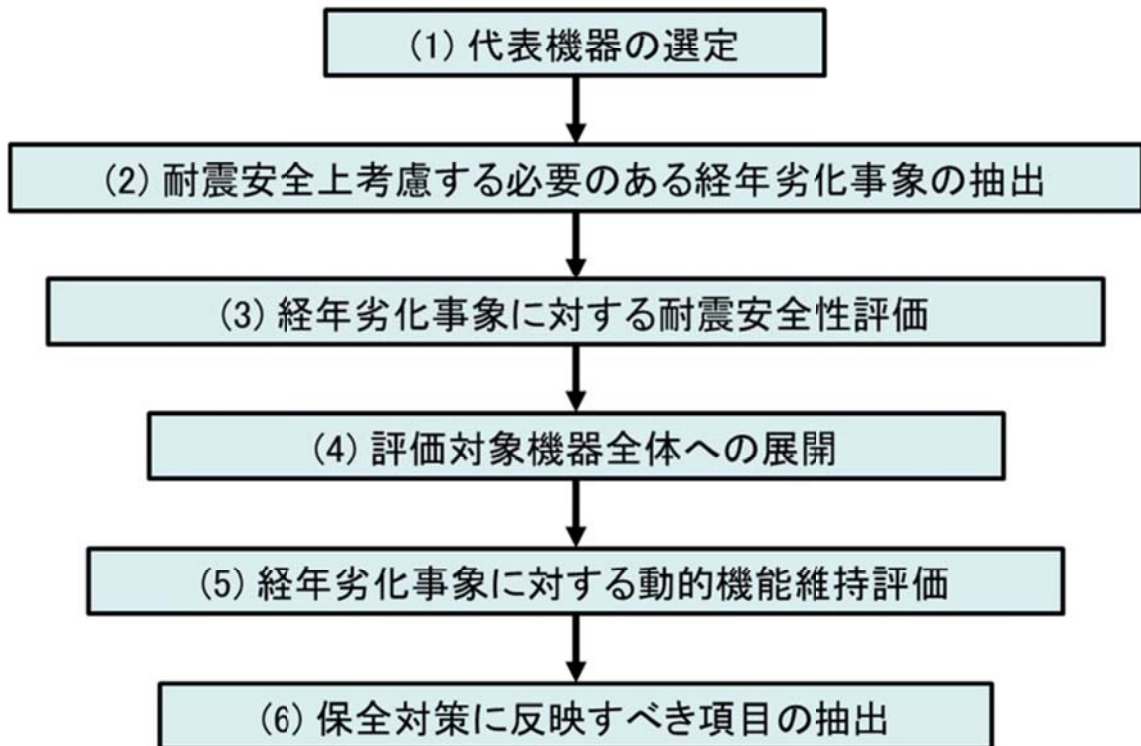 (1) 代表機器の選定
(2) 耐震安全上考慮する必要のある経年劣化事象の抽出
(3) 経年劣化事象に対する耐震安全性評価
(4) 評価対象機器全体への展開
(5) 経年劣化事象に対する動的機能維持評価
(6) 保全対策に反映すべき項目の抽出